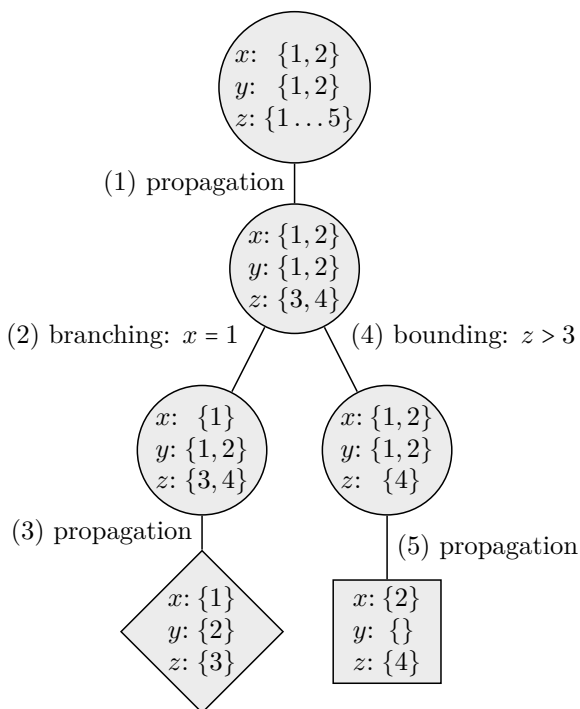 x: {1, 2}
y: {1, 2}
z: {1 … 5}
(1) propagation
x: {1, 2}
y: {1, 2}
z: {3, 4}
(2) branching: x = 1
(4) bounding: z > 3
x: {1}
y: {1, 2}
z: {3, 4}
x: {1, 2}
y: {1, 2}
z: {4}
(3) propagation
(5) propagation
x: {1}
y: {2}
z: {3}
x: {2}
y: {}
z: {4}